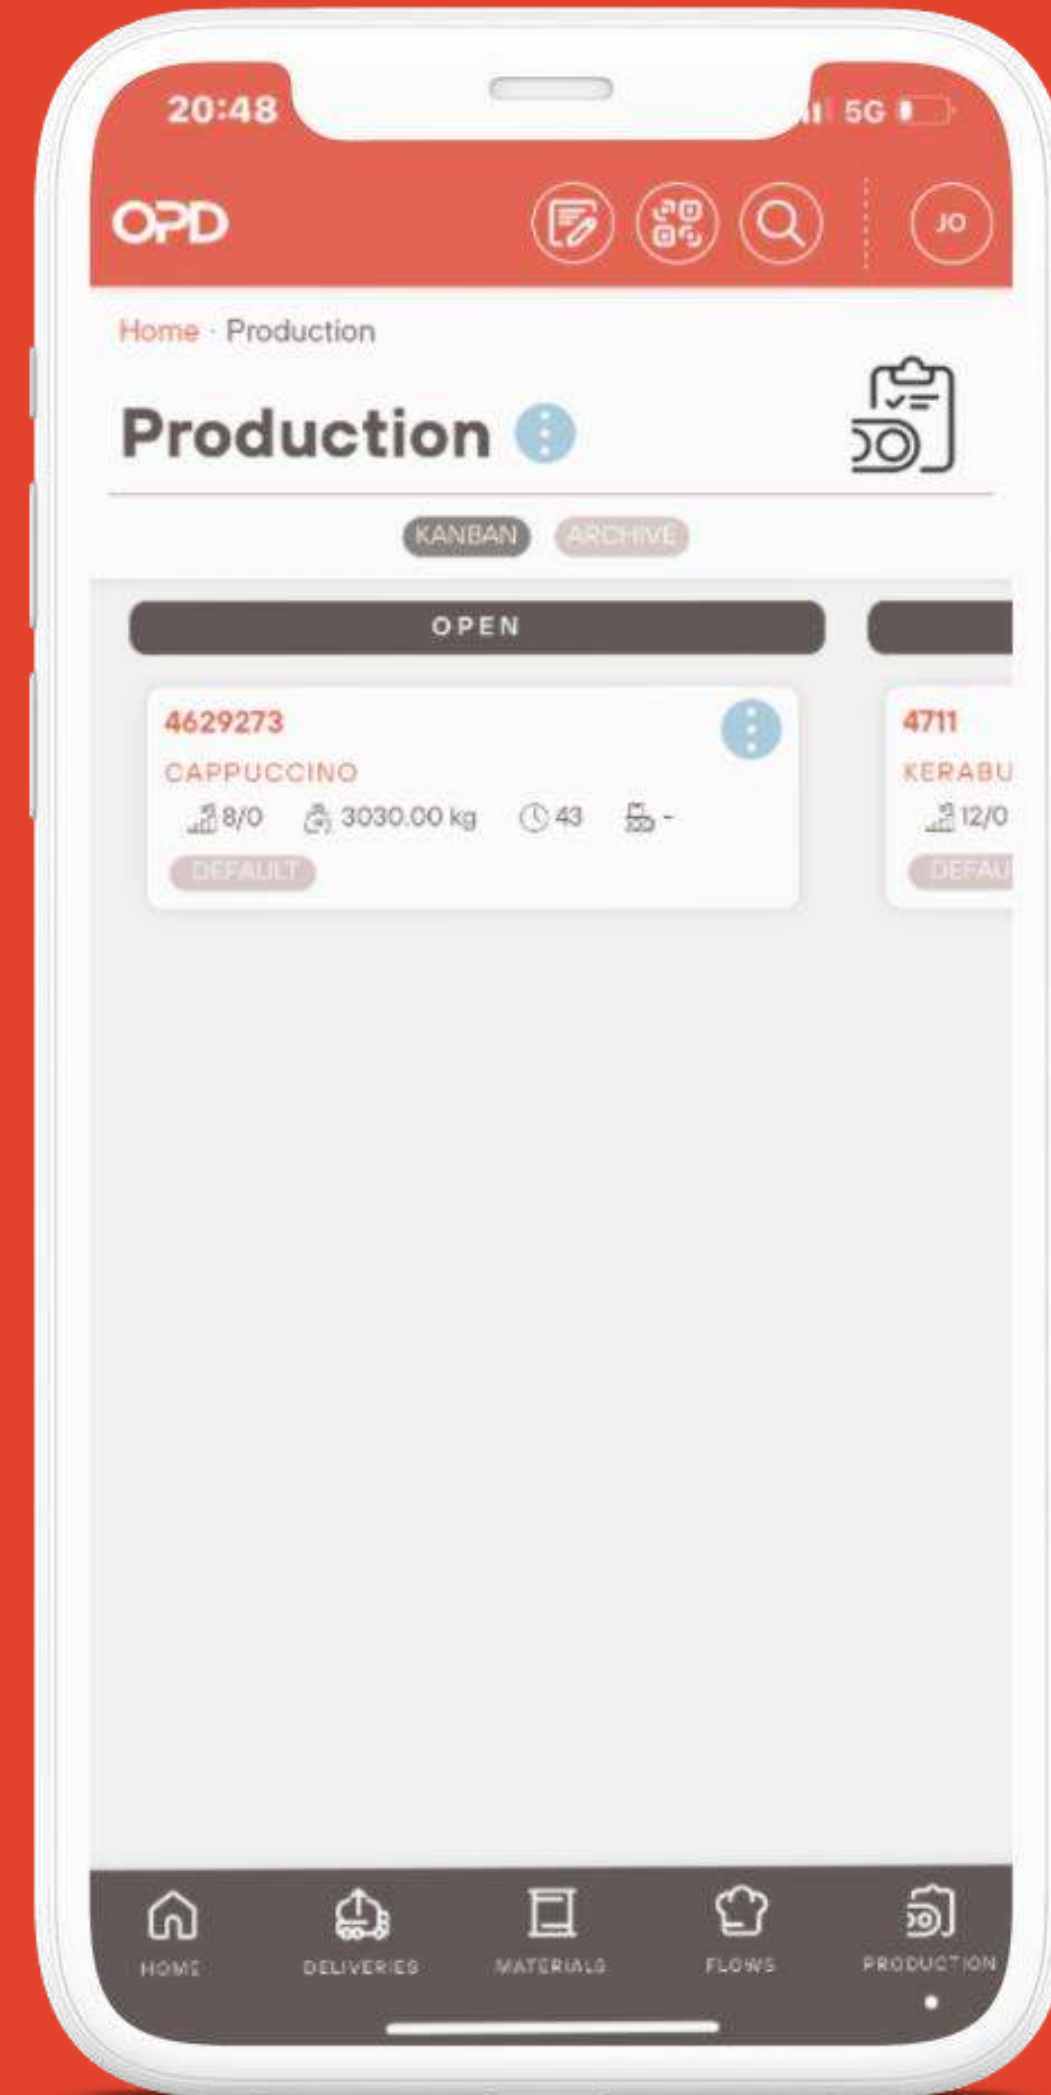 20:48 5G
OPD JO
Home · Production
Production
KANBAN ARCHIVE
OPEN
4629273
CAPPUCCINO
8/0 3030.00 kg 43 -
DEFAULT
4711
KERABU
12/0
DEFAU
HOME DELIVERIES MATERIALS FLOWS PRODUCTION